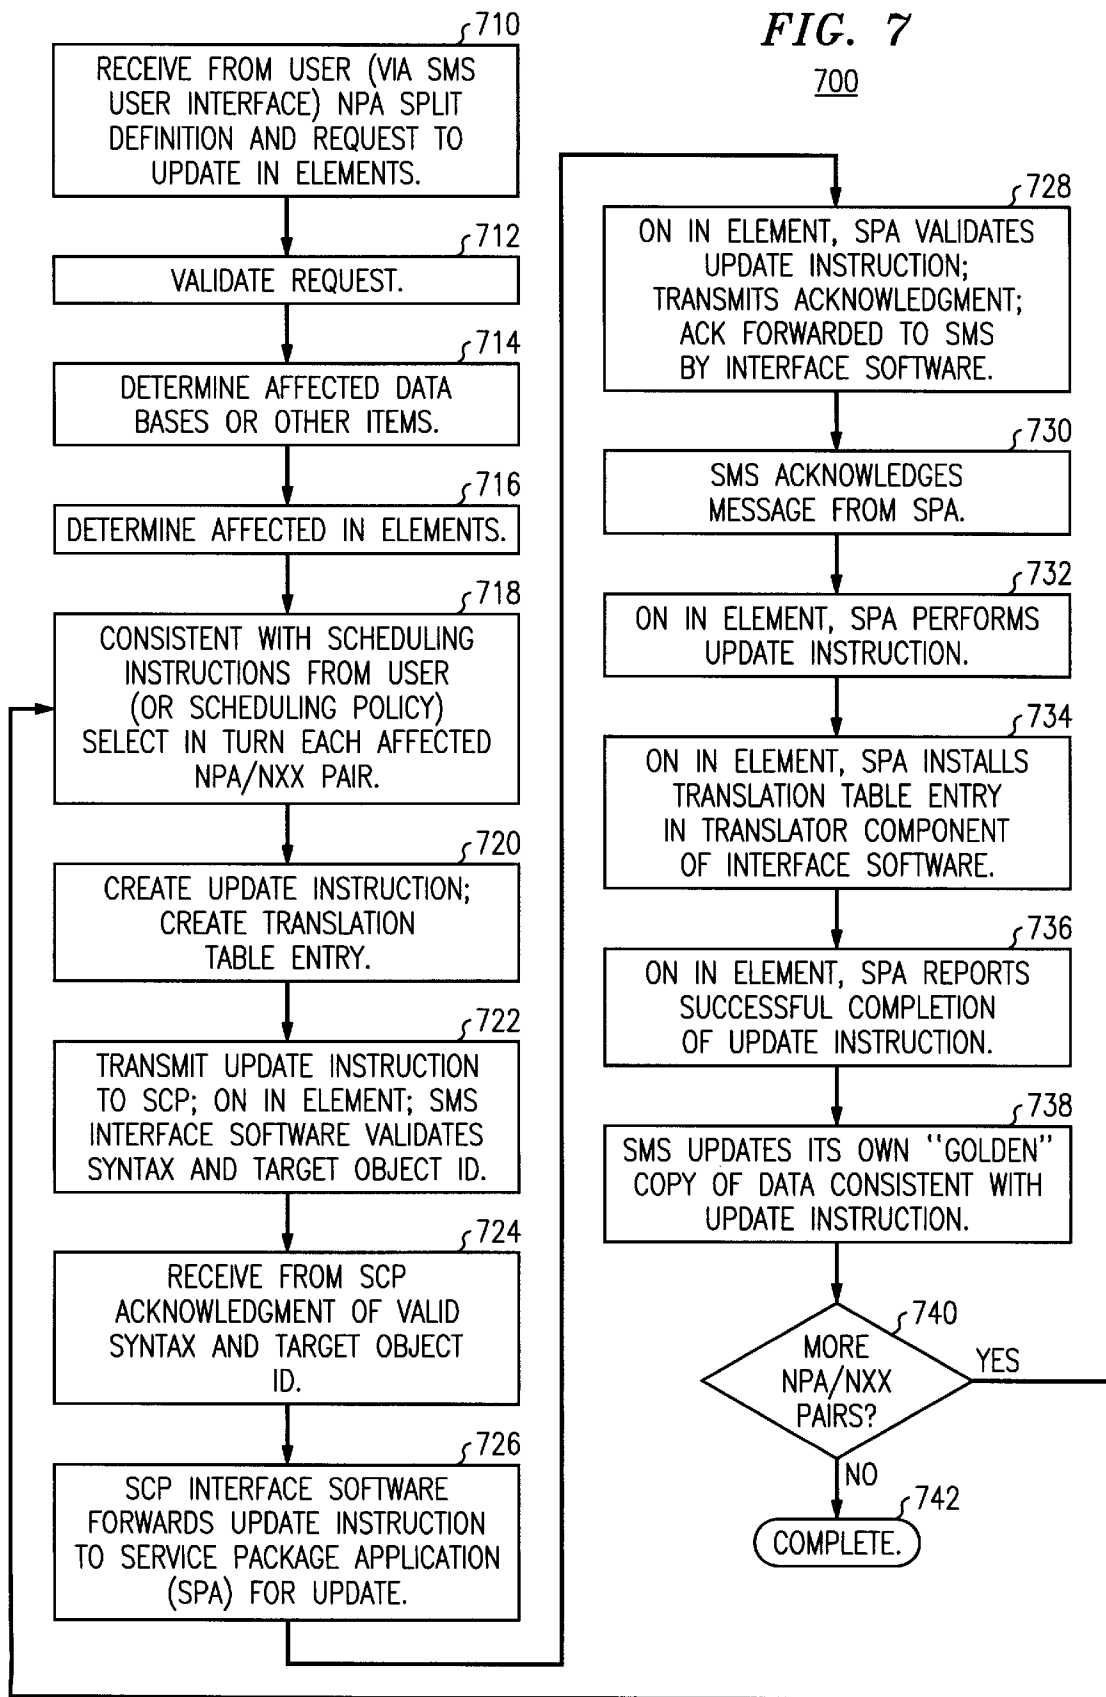 FIG. 7
700
710
RECEIVE FROM USER (VIA SMS
USER INTERFACE) NPA SPLIT
DEFINITION AND REQUEST TO
UPDATE IN ELEMENTS.
712
VALIDATE REQUEST.
714
DETERMINE AFFECTED DATA
BASES OR OTHER ITEMS.
716
DETERMINE AFFECTED IN ELEMENTS.
718
CONSISTENT WITH SCHEDULING
INSTRUCTIONS FROM USER
(OR SCHEDULING POLICY)
SELECT IN TURN EACH AFFECTED
NPA/NXX PAIR.
720
CREATE UPDATE INSTRUCTION;
CREATE TRANSLATION
TABLE ENTRY.
722
TRANSMIT UPDATE INSTRUCTION
TO SCP; ON IN ELEMENT; SMS
INTERFACE SOFTWARE VALIDATES
SYNTAX AND TARGET OBJECT ID.
724
RECEIVE FROM SCP
ACKNOWLEDGMENT OF VALID
SYNTAX AND TARGET OBJECT
ID.
726
SCP INTERFACE SOFTWARE
FORWARDS UPDATE INSTRUCTION
TO SERVICE PACKAGE APPLICATION
(SPA) FOR UPDATE.
728
ON IN ELEMENT, SPA VALIDATES
UPDATE INSTRUCTION;
TRANSMITS ACKNOWLEDGMENT;
ACK FORWARDED TO SMS
BY INTERFACE SOFTWARE.
730
SMS ACKNOWLEDGES
MESSAGE FROM SPA.
732
ON IN ELEMENT, SPA PERFORMS
UPDATE INSTRUCTION.
734
ON IN ELEMENT, SPA INSTALLS
TRANSLATION TABLE ENTRY
IN TRANSLATOR COMPONENT
OF INTERFACE SOFTWARE.
736
ON IN ELEMENT, SPA REPORTS
SUCCESSFUL COMPLETION
OF UPDATE INSTRUCTION.
738
SMS UPDATES ITS OWN "GOLDEN"
COPY OF DATA CONSISTENT WITH
UPDATE INSTRUCTION.
740
MORE
NPA/NXX
PAIRS?
YES
NO
742
COMPLETE.